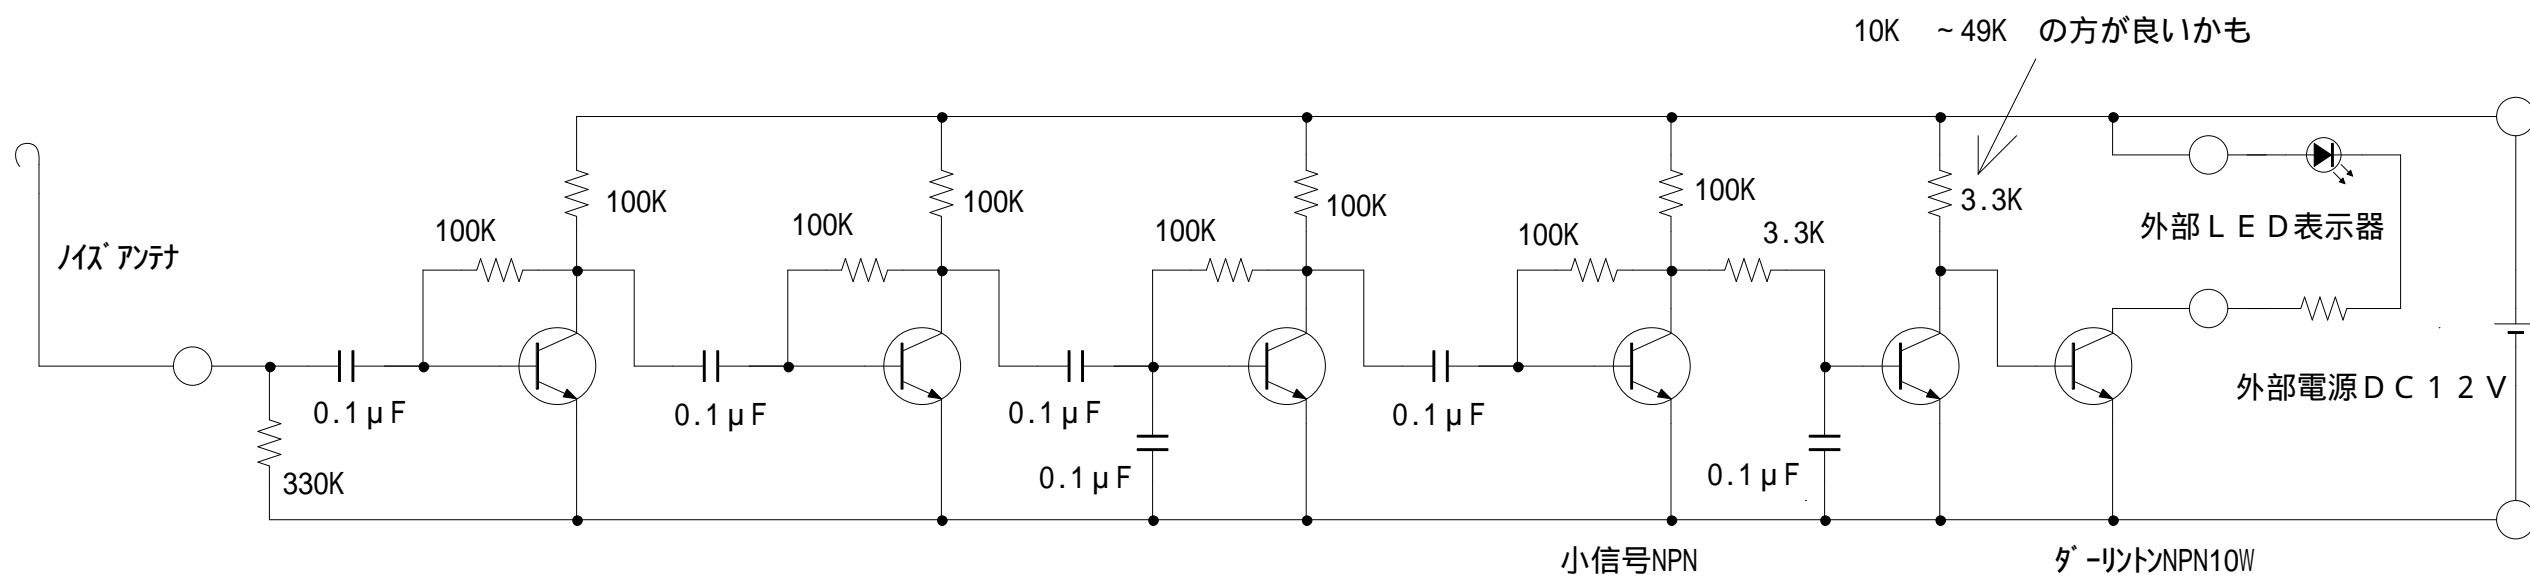 10K ~49K の方が良いかも
100K
100K
100K
100K
3.3K
ﾉｲｽﾞｱﾝﾃﾅ
100K
100K
100K
100K
3.3K
外部ＬＥＤ表示器
0.1μF
0.1μF
0.1μF
0.1μF
外部電源ＤＣ１２Ｖ
330K
0.1μF
0.1μF
小信号NPN
ﾀﾞｰﾘﾝﾄﾝNPN10W